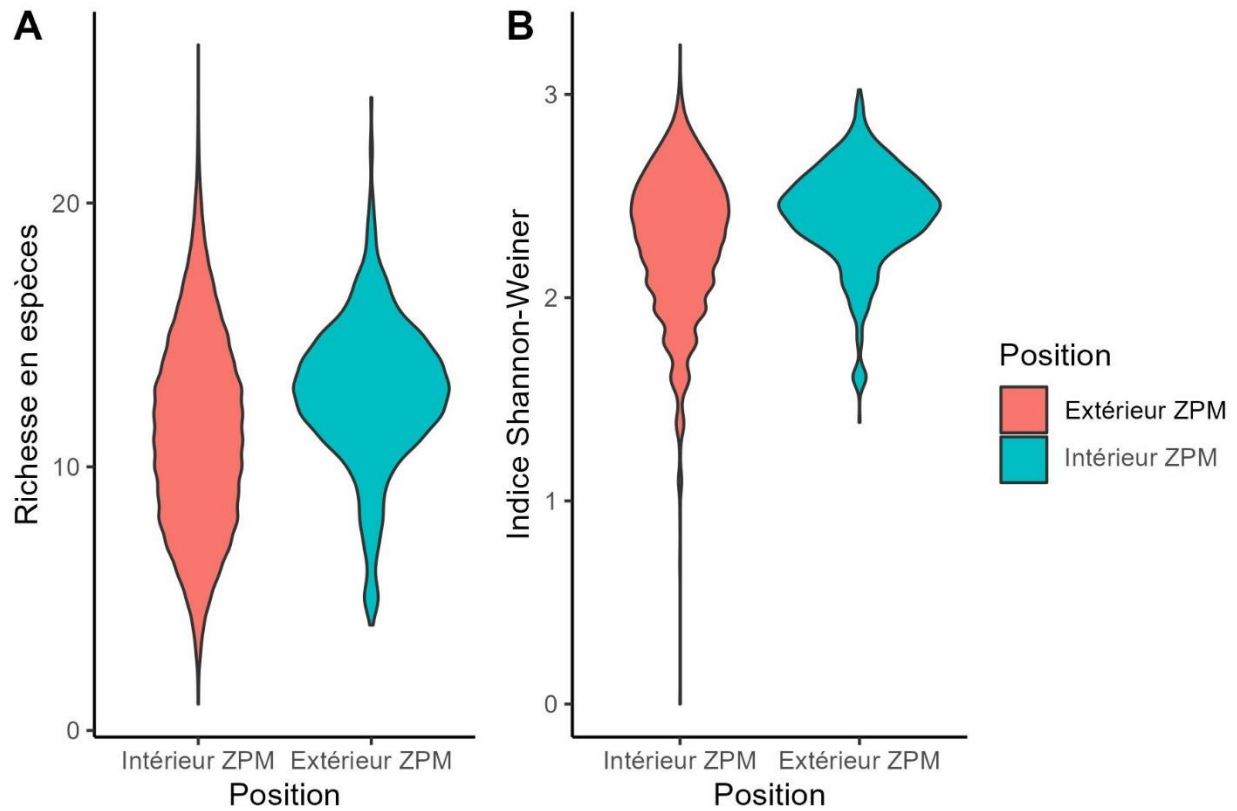 A
Richesse en espèces
20
10
0
Intérieur ZPM Extérieur ZPM
Position
B
Indice Shannon-Weiner
3
2
1
0
Intérieur ZPM Extérieur ZPM
Position
Position
Extérieur ZPM
Intérieur ZPM